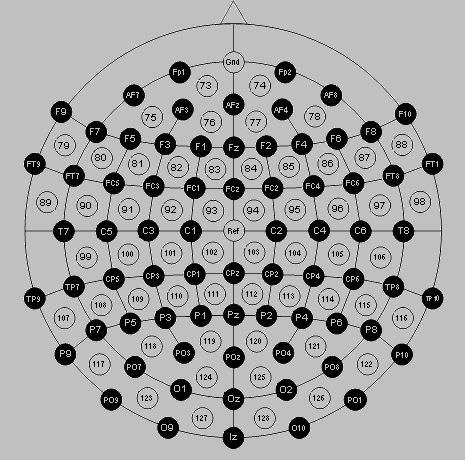 Gnd
Fp1 73 74 Fp2
AF7 AF8
AF3 AFz AF4
F9 75 76 77 78 F10
F7 F5 F3 F1 Fz F2 F4 F6 F8
79 80 81 82 83 84 85 86 87 88
FT9 FT7 FC5 FC3 FC1 FCz FC2 FC4 FC6 FT8 FT1
89 90 91 92 93 94 95 96 97 98
T7 C5 C3 C1 Ref C2 C4 C6 T8
99 100 101 102 103 104 105 106
TP9 TP7 CP5 CP3 CP1 CPz CP2 CP4 CP6 TP8 TP10
107 108 109 110 111 112 113 114 115 116
P9 P7 P5 P3 P1 Pz P2 P4 P6 P8 P10
117 118 119 120 121 122
PO7 PO3 POz PO4 PO8
123 124 125 126
PO9 O1 Oz O2 PO1
127 128
O9 Iz O10